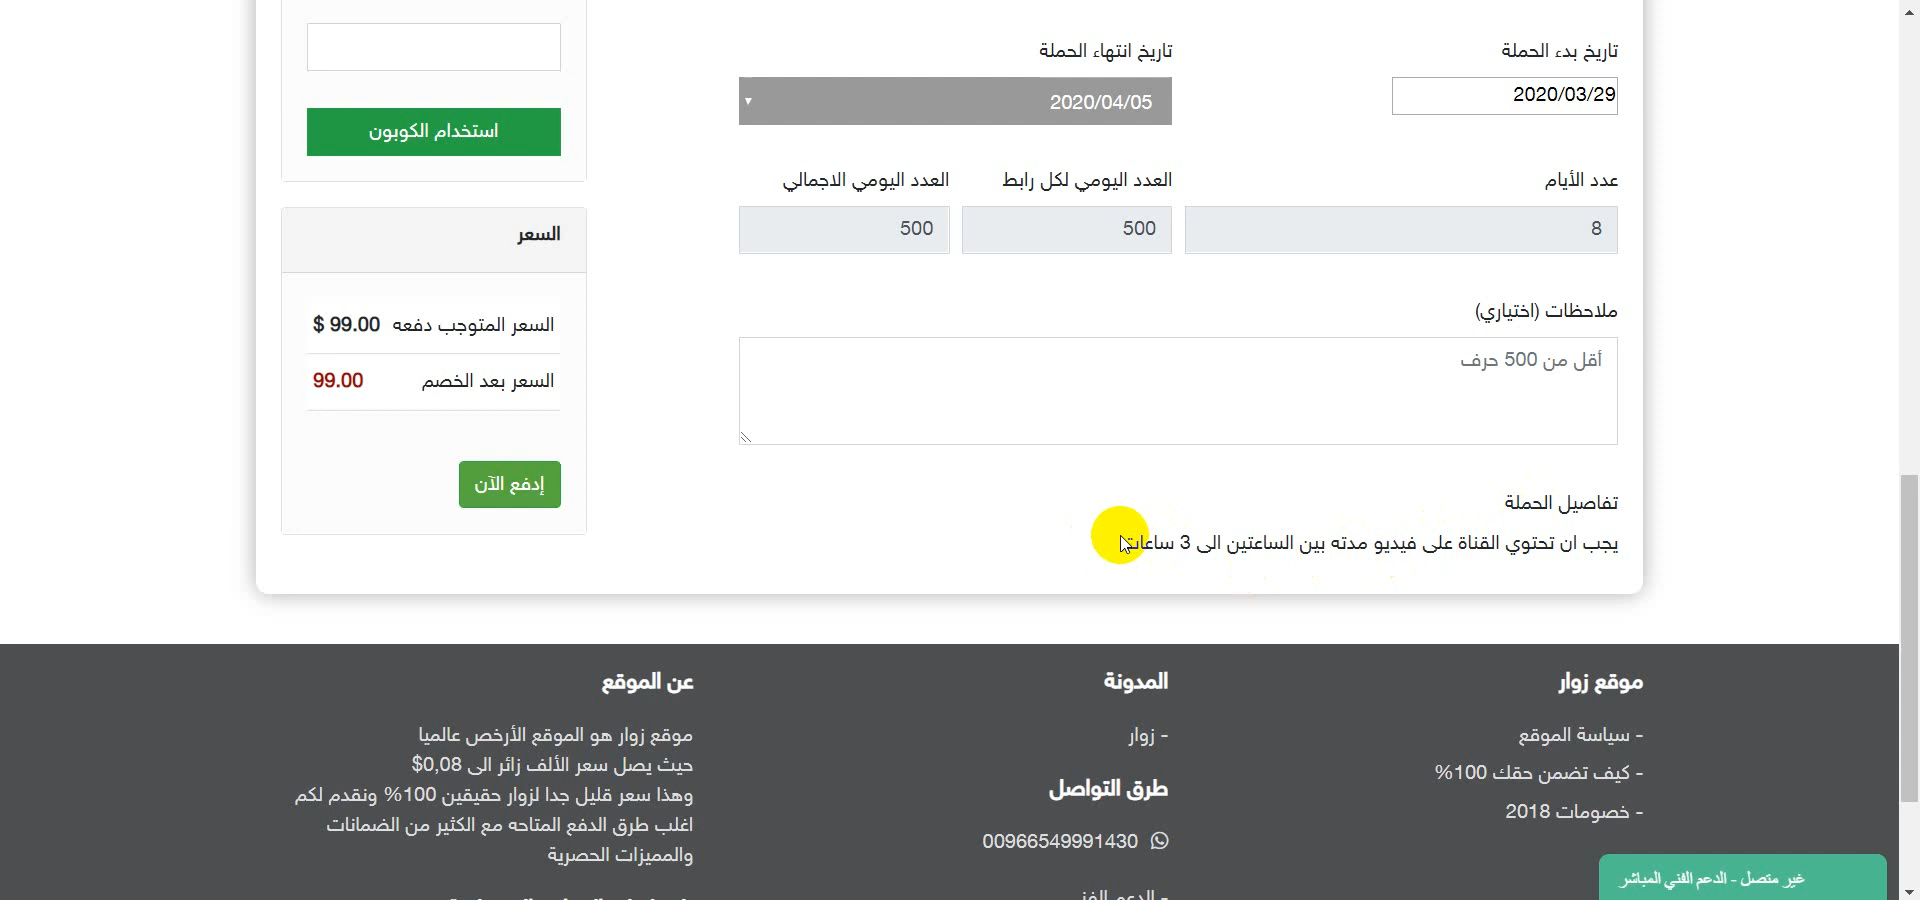 تاريخ بدء الحملة
تاريخ انتهاء الحملة
2020/03/29
2020/04/05
عدد الأيام
العدد اليومي لكل رابط
العدد اليومي الاجمالي
8
500
500
ملاحظات (اختياري)
أقل من 500 حرف
تفاصيل الحملة
يجب ان تحتوي القناة على فيديو مدته بين الساعتين الى 3 ساعات
استخدام الكوبون
السعر
السعر المتوجب دفعه 99.00 $
السعر بعد الخصم 99.00
إدفع الآن
موقع زوار
- سياسة الموقع
- كيف تضمن حقك 100%
- خصومات 2018
المدونة
- زوار
طرق التواصل
00966549991430
عن الموقع
موقع زوار هو الموقع الأرخص عالميا
حيث يصل سعر الألف زائر الى 0,08$
وهذا سعر قليل جدا لزوار حقيقين 100% ونقدم لكم
اغلب طرق الدفع المتاحه مع الكثير من الضمانات
والمميزات الحصرية
غير متصل - الدعم الفني المباشر